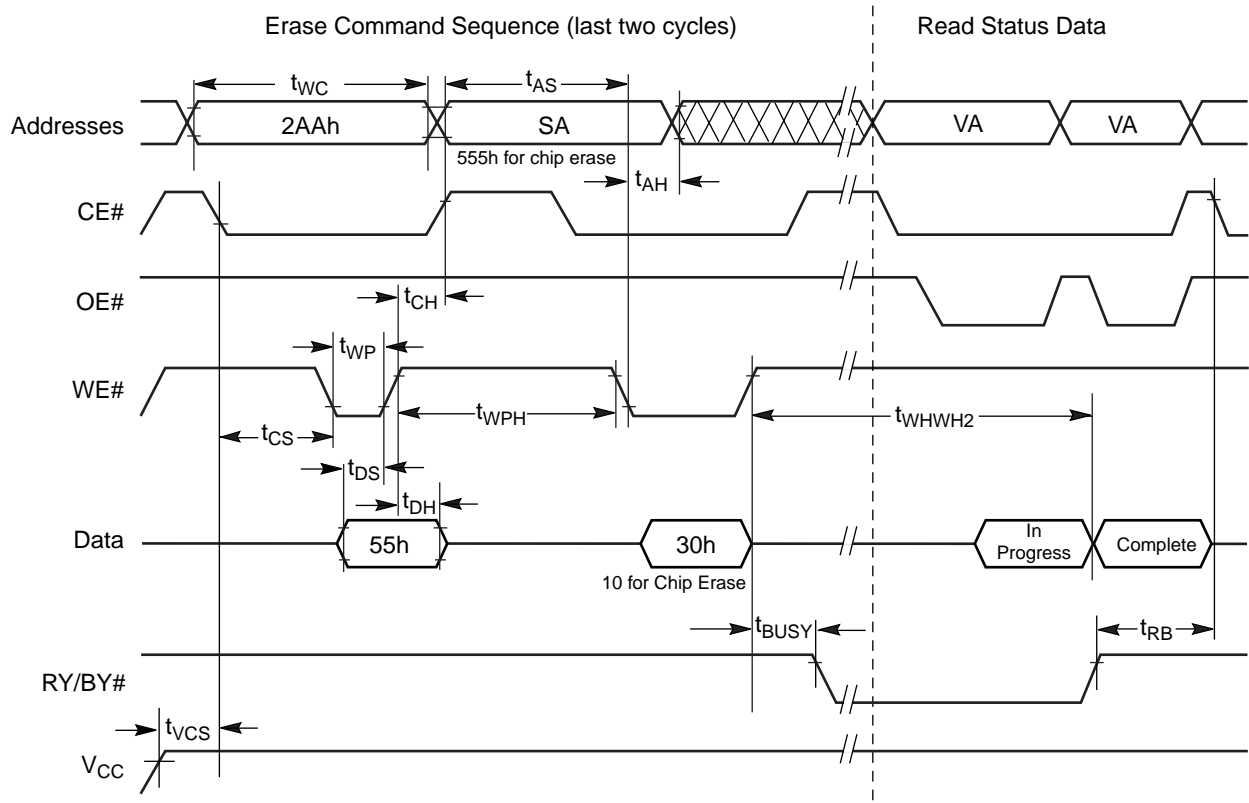 Erase Command Sequence (last two cycles) Read Status Data
tWC tAS
Addresses 2AAh SA VA VA
555h for chip erase
tAH
CE#
OE# tCH
tWP
WE#
tWPH tWHWH2
tCS
tDS
tDH
Data 55h 30h In Progress Complete
10 for Chip Erase
tBUSY tRB
RY/BY#
tVCS
VCC